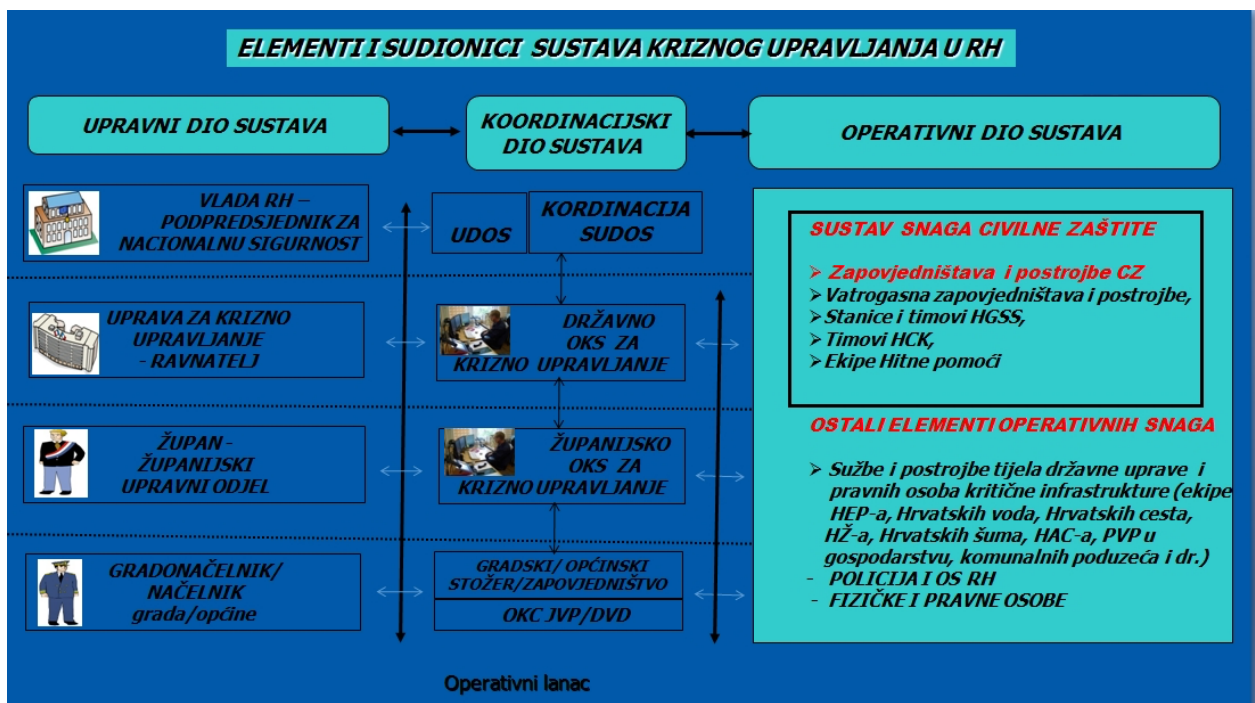 ELEMENTI I SUDIONICI SUSTAVA KRIZNOG UPRAVLJANJA U RH
UPRAVNI DIO SUSTAVA
KOORDINACIJSKI
DIO SUSTAVA
OPERATIVNI DIO SUSTAVA
VLADA RH –
PODPREDSJEDNIK ZA
NACIONALNU SIGURNOST
UDOS
KORDINACIJA
SUDOS
UPRAVA ZA KRIZNO
UPRAVLJANJE
- RAVNATELJ
DRŽAVNO
OKS ZA
KRIZNO UPRAVLJANJE
ŽUPAN -
ŽUPANIJSKI
UPRAVNI ODJEL
ŽUPANIJSKO
OKS ZA
KRIZNO UPRAVLJANJE
GRADONAČELNIK/
NAČELNIK
grada/općine
GRADSKI/ OPĆINSKI
STOŽER/ZAPOVJEDNIŠTVO
OKC JVP/DVD
SUSTAV SNAGA CIVILNE ZAŠTITE
➢ Zapovjedništava i postrojbe CZ
➢ Vatrogasna zapovjedništava i postrojbe,
➢ Stanice i timovi HGSS,
➢ Timovi HCK,
➢ Ekipe Hitne pomoći
OSTALI ELEMENTI OPERATIVNIH SNAGA
➢ Sužbe i postrojbe tijela državne uprave i
pravnih osoba kritične infrastrukture (ekipe
HEP-a, Hrvatskih voda, Hrvatskih cesta,
HŽ-a, Hrvatskih šuma, HAC-a, PVP u
gospodarstvu, komunalnih poduzeća i dr.)
- POLICIJA I OS RH
- FIZIČKE I PRAVNE OSOBE
Operativni lanac